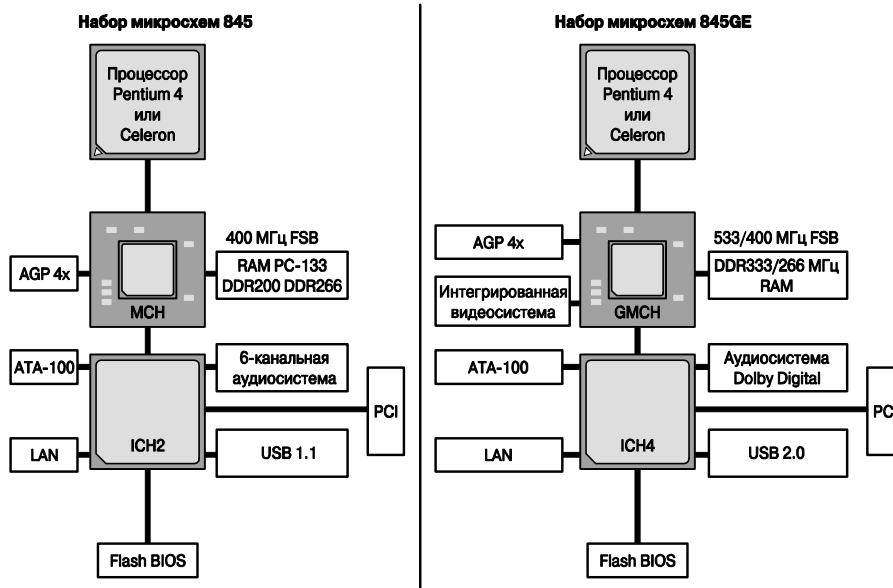 Набор микросхем 845
Процессор
Pentium 4
или
Celeron
400 МГц FSB
AGP 4x
RAM PC-133
DDR200 DDR266
MCH
ATA-100
6-канальная
аудиосистема
PCI
LAN
ICH2
USB 1.1
Flash BIOS
Набор микросхем 845GE
Процессор
Pentium 4
или
Celeron
AGP 4x
533/400 МГц FSB
DDR333/266 МГц
RAM
Интегрированная
видеосистема
GMCH
ATA-100
Аудиосистема
Dolby Digital
PC
LAN
ICH4
USB 2.0
Flash BIOS